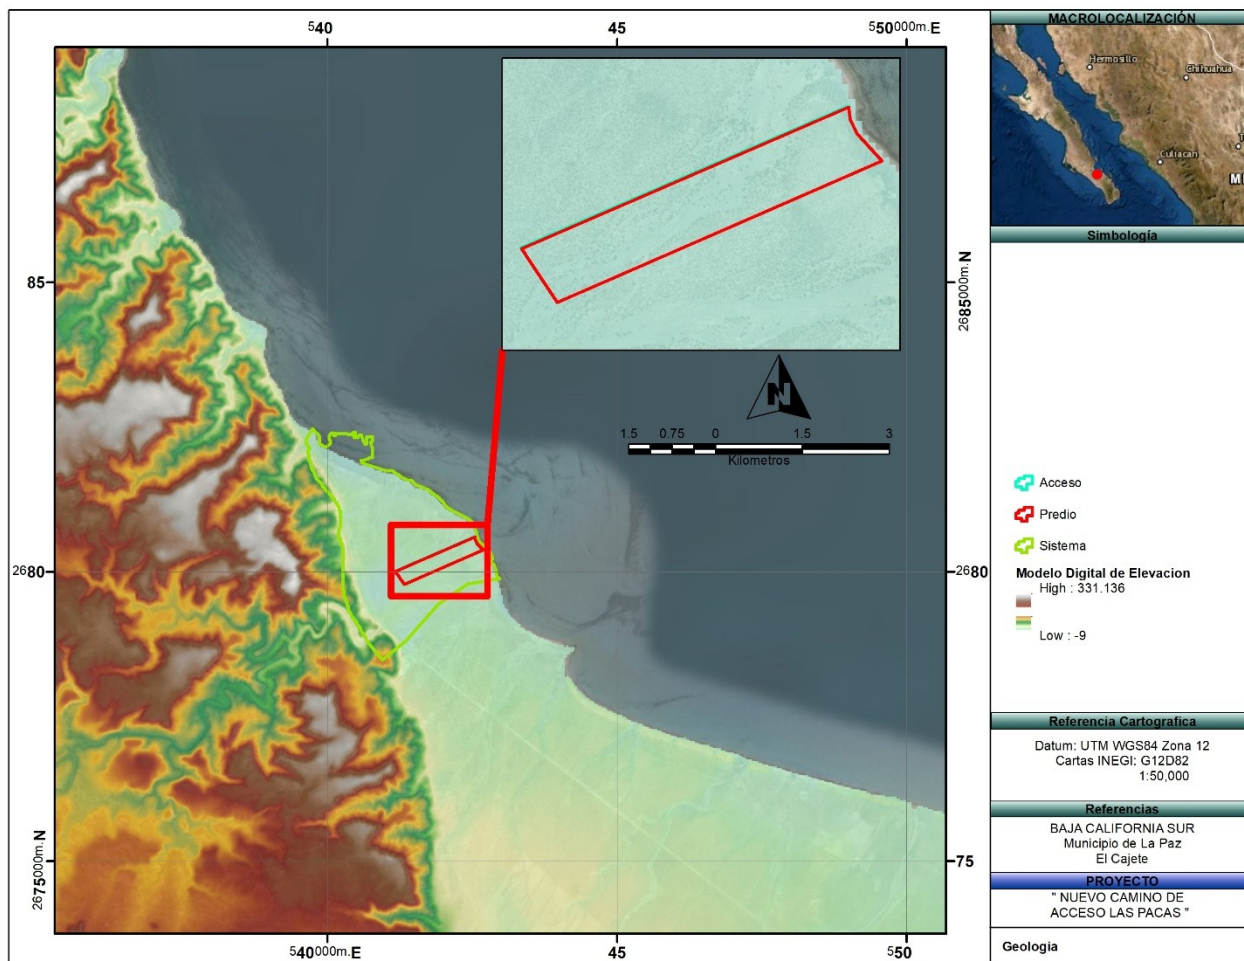 540
45
550000m.E
85
2685000m.N
2680
2680
2675000m.N
75
540000m.E
45
550
N
1.5 0.75 0 1.5 3
Kilometros
MACROLOCALIZACIÓN
Hermosillo
Chihuahua
Culiacan
M
Simbología
Acceso
Predio
Sistema
Modelo Digital de Elevacion
High : 331.136
Low : -9
Referencia Cartografica
Datum: UTM WGS84 Zona 12
Cartas INEGI: G12D82
1:50,000
Referencias
BAJA CALIFORNIA SUR
Municipio de La Paz
El Cajete
PROYECTO
" NUEVO CAMINO DE
ACCESO LAS PACAS "
Geologia